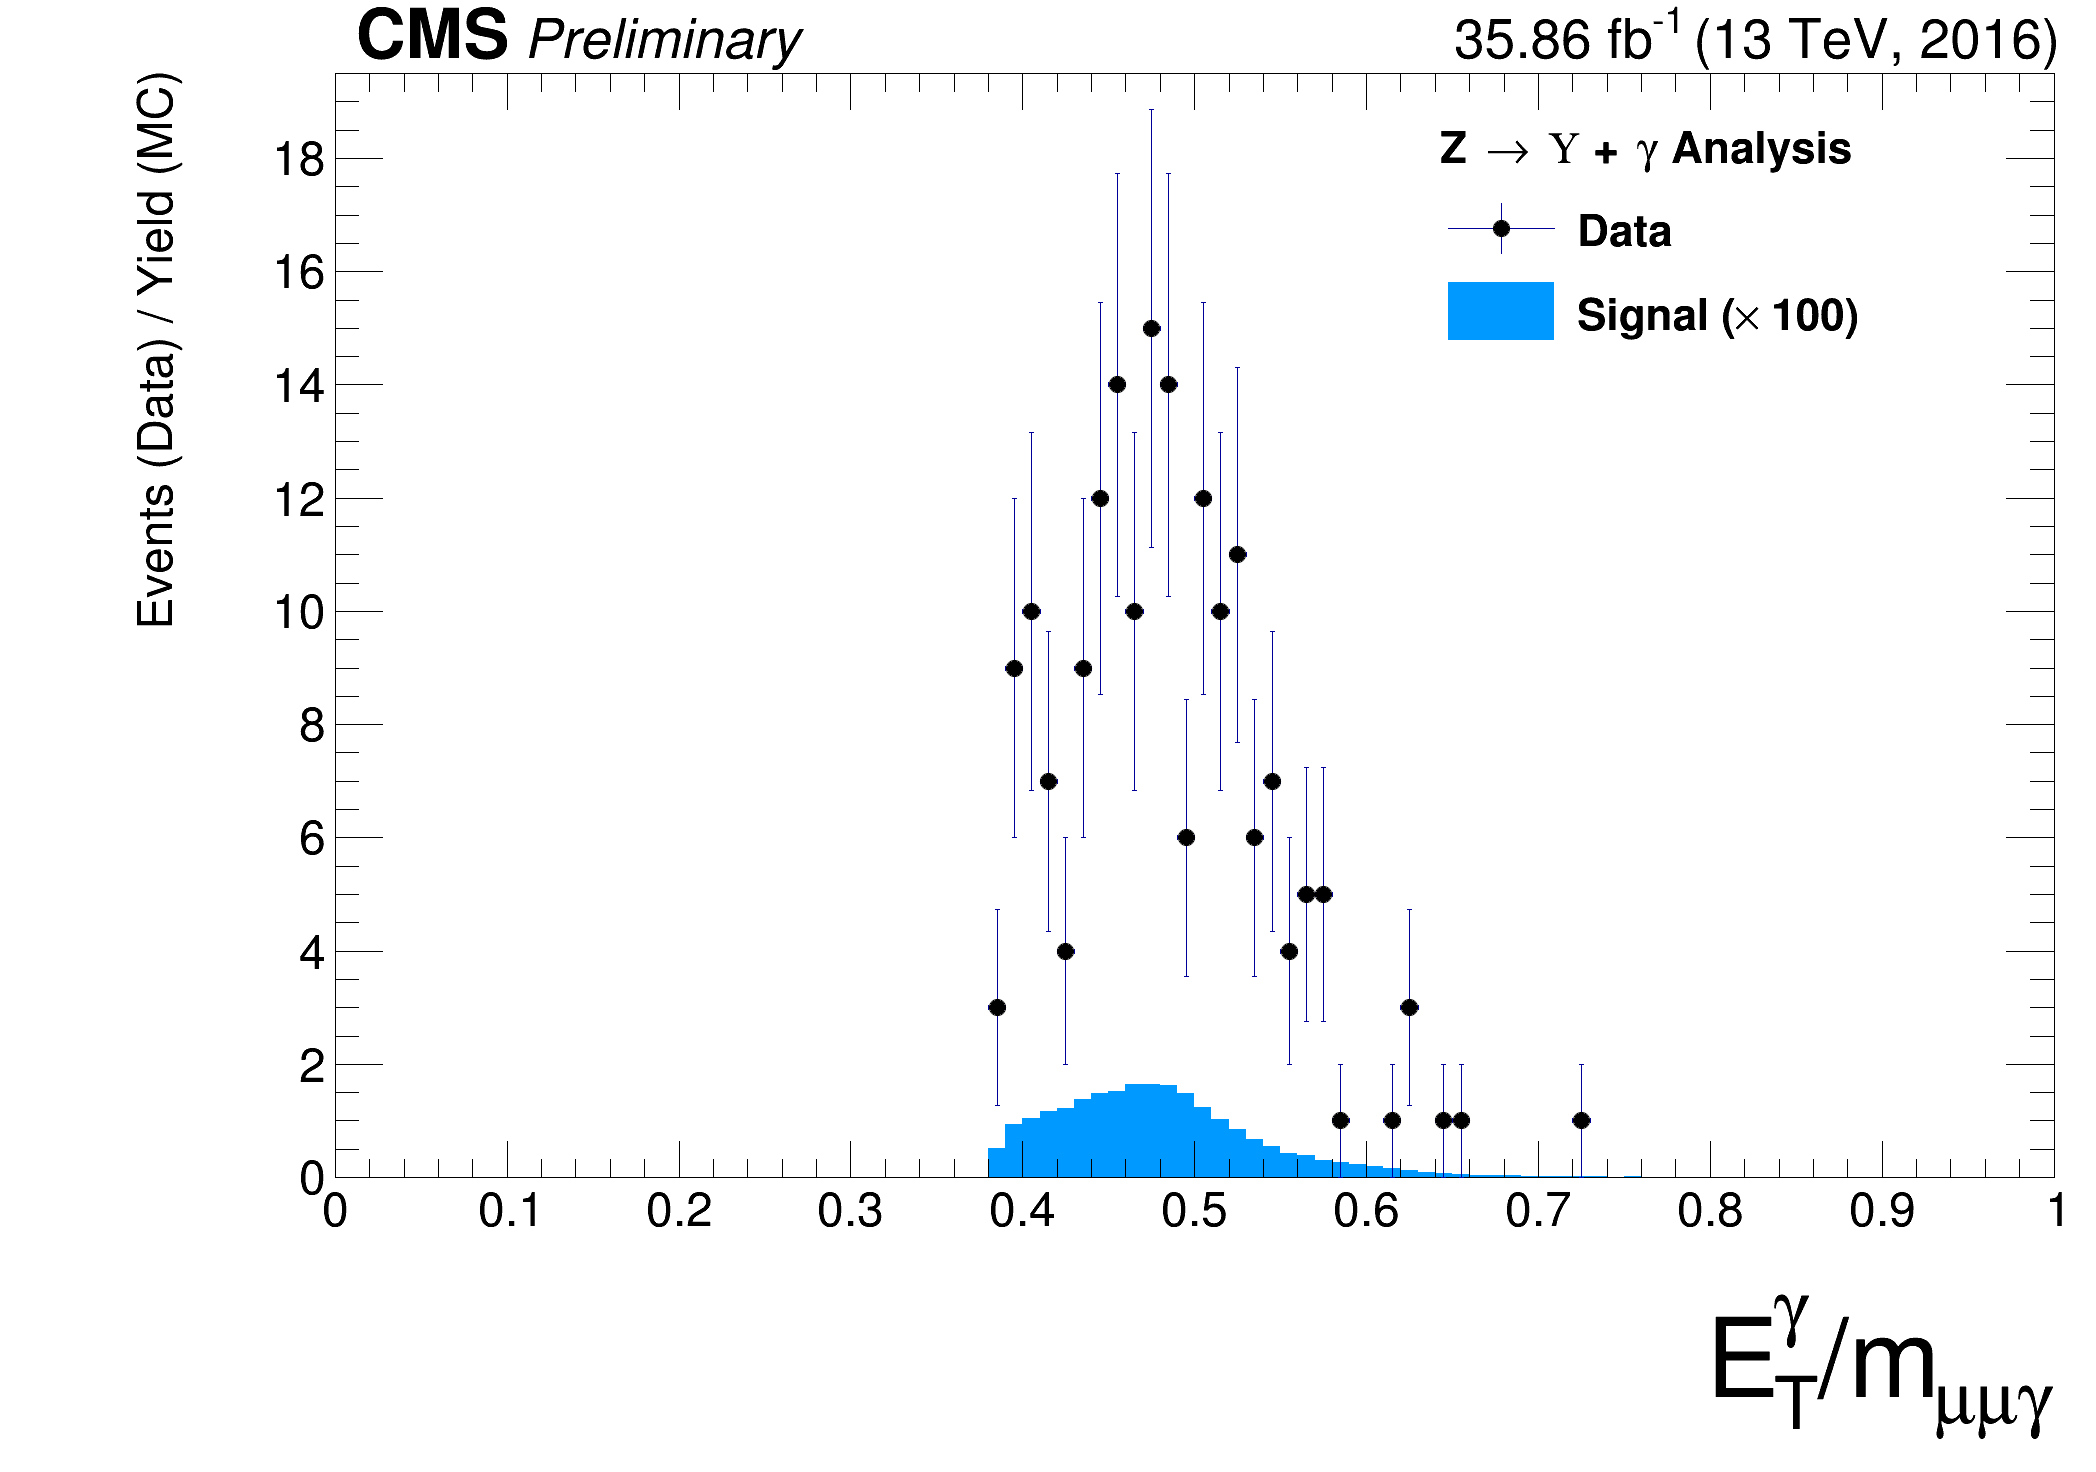 CMS Preliminary 35.86 fb⁻¹ (13 TeV, 2016)
Events (Data) / Yield (MC)
Z → ϒ + γ Analysis
Data
Signal (× 100)
18
16
14
12
10
8
6
4
2
0
0 0.1 0.2 0.3 0.4 0.5 0.6 0.7 0.8 0.9 1
E_T^γ/m_μμγ